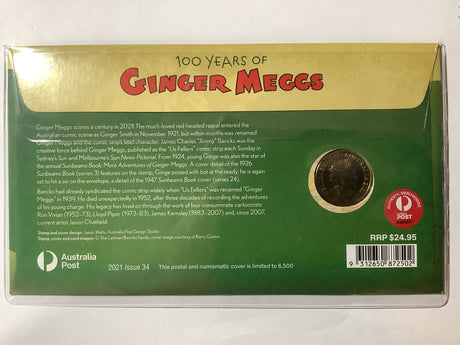 100 YEARS OF
GINGER MEGGS
Ginger Meggs scores a century in 2021! The much-loved red-headed rascal entered the
Australian comic scene as Ginger Smith in November 1921, but within months was renamed
Ginger Meggs and the comic strip's lead character. James Charles "Jimmy" Bancks was the
creative force behind Ginger Meggs, published as the "Us Fellers" comic strip each Sunday in
Sydney's Sun and Melbourne's Sun News-Pictorial. From 1924, young Ginge was also the star of
the annual Sunbeams Book: More Adventures of Ginger Meggs. A cover detail of the 1926
Sunbeams Book (series 3) features on the stamp, Ginge poised with bat at the ready; he is again
set to hit a six on the envelope, a detail of the 1947 Sunbeams Book cover (series 24).
Bancks had already syndicated the comic strip widely when "Us Fellers" was renamed "Ginger
Meggs" in 1939. He died unexpectedly in 1952, after three decades of recording the adventures
of his young charge. His legacy has lived on through the work of four consummate cartoonists:
Ron Vivian (1952–73), Lloyd Piper (1973–83), James Kemsley (1983–2007) and, since 2007,
current artist Jason Chatfield.
Stamp and cover design: Jason Watts, Australia Post Design Studio
Stamp, cover and card images: © The Latimer/Bancks Family; cover image courtesy of Barry Gomm
POST
RRP $24.95
Australia
Post
2021 Issue 34
This postal and numismatic cover is limited to 6,500
9 312650 872502